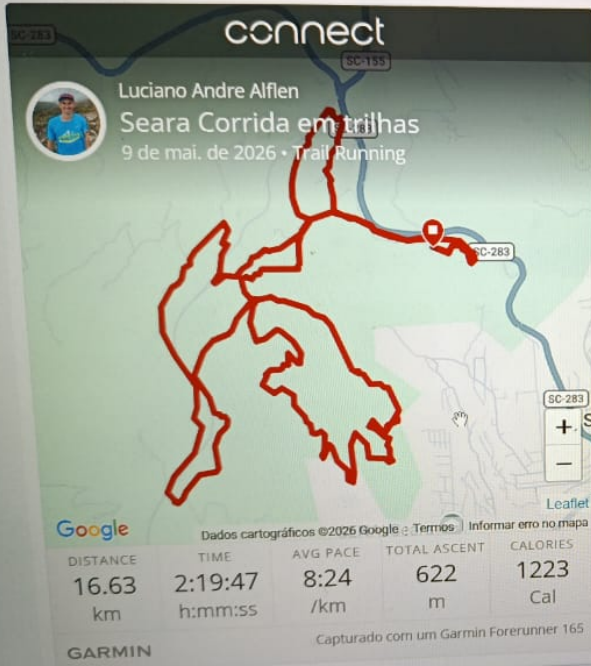 connect
SC-283
SC-155
Luciano Andre Alflen
Seara Corrida em trilhas
9 de mai. de 2026 • Trail Running
SC-283
SC-283
+
−
Leaflet
Google
Dados cartográficos ©2026 Google
Termos
Informar erro no mapa
DISTANCE
16.63
km
TIME
2:19:47
h:mm:ss
AVG PACE
8:24
/km
TOTAL ASCENT
622
m
CALORIES
1223
Cal
GARMIN
Capturado com um Garmin Forerunner 165